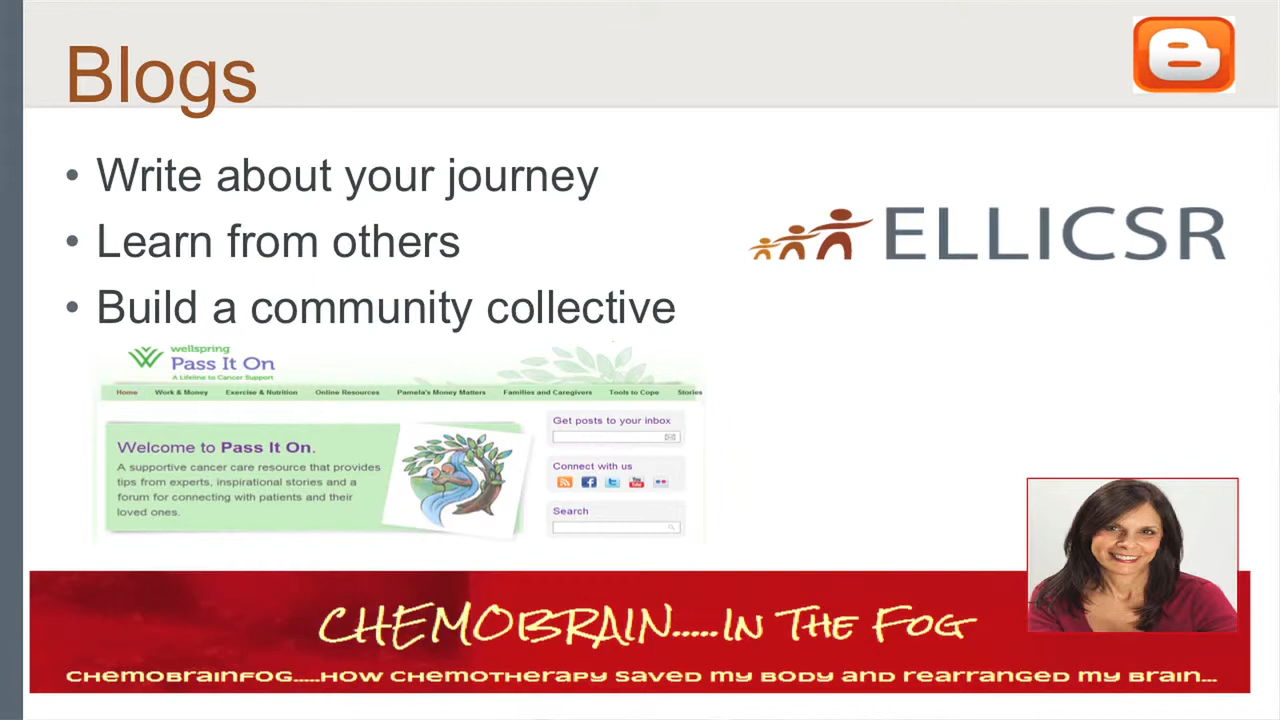 Blogs
• Write about your journey
• Learn from others
• Build a community collective
ELLICSR
wellspring
Pass It On
A Lifeline to Cancer Support
Home Work & Money Exercise & Nutrition Online Resources Pamela's Money Matters Families and Caregivers Tools to Cope Stories
Welcome to Pass It On.
A supportive cancer care resource that provides
tips from experts, inspirational stories and a
forum for connecting with patients and their
loved ones.
Get posts to your inbox
Connect with us
You Tube
Search
CHEMOBRAIN.....IN THE FOG
CHEMOBRAINFOG.....HOW CHEMOTHERAPY SAVED MY BODY AND REARRANGED MY BRAIN...